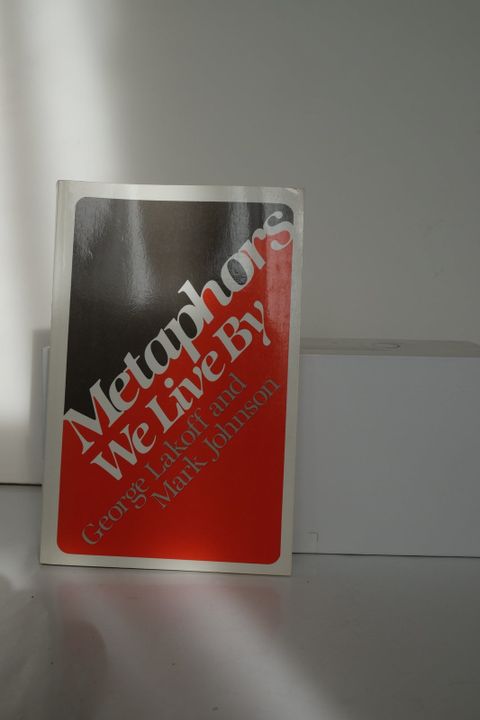 Metaphors
We Live By
George Lakoff and
Mark Johnson